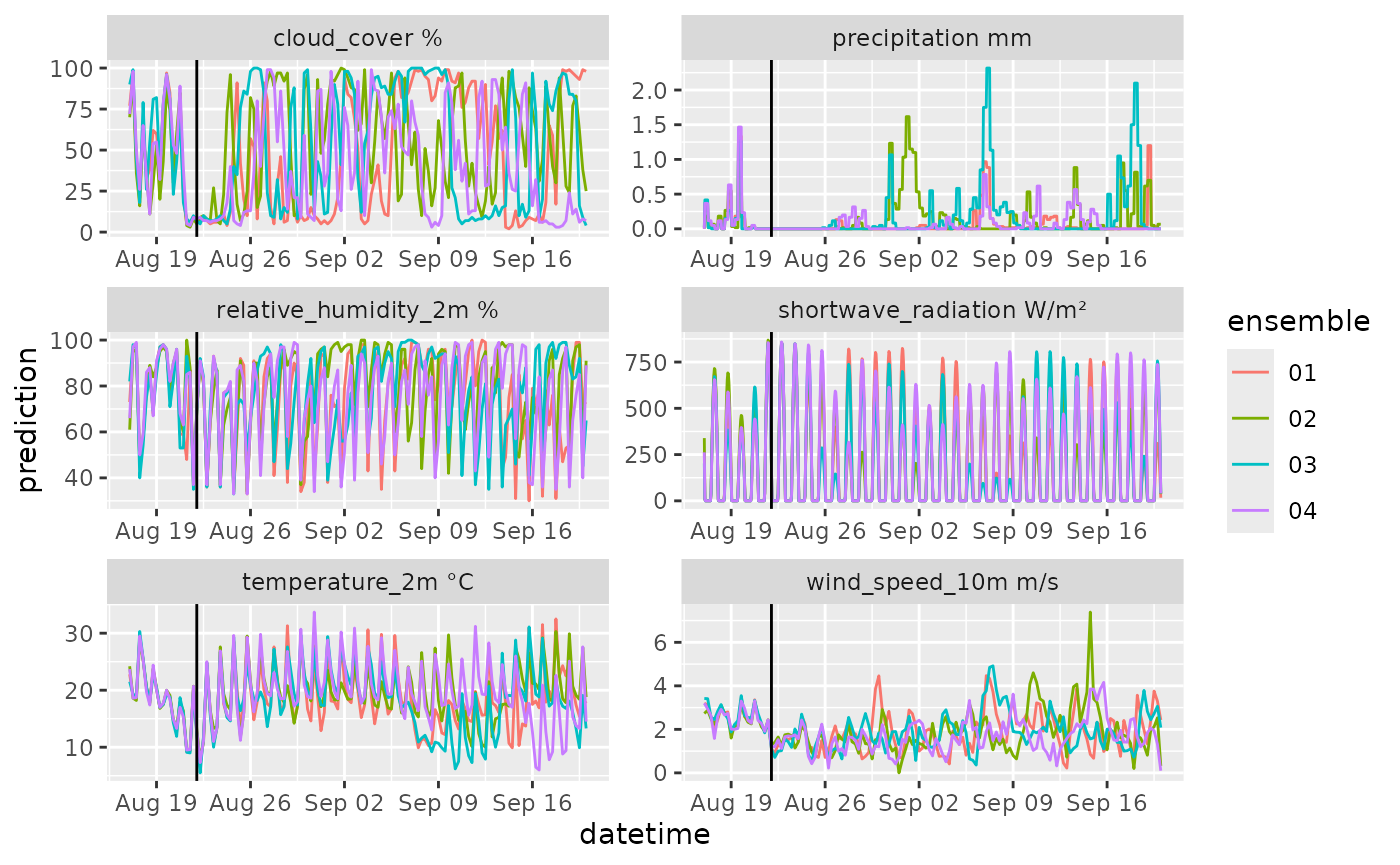 cloud_cover %
precipitation mm
100
75
50
25
0
2.0
1.5
1.0
0.5
0.0
Aug 19 Aug 26 Sep 02 Sep 09 Sep 16
Aug 19 Aug 26 Sep 02 Sep 09 Sep 16
relative_humidity_2m %
shortwave_radiation W/m²
100
80
60
40
750
500
250
0
Aug 19 Aug 26 Sep 02 Sep 09 Sep 16
Aug 19 Aug 26 Sep 02 Sep 09 Sep 16
temperature_2m °C
wind_speed_10m m/s
30
20
10
6
4
2
0
Aug 19 Aug 26 Sep 02 Sep 09 Sep 16
Aug 19 Aug 26 Sep 02 Sep 09 Sep 16
prediction
datetime
ensemble
01
02
03
04